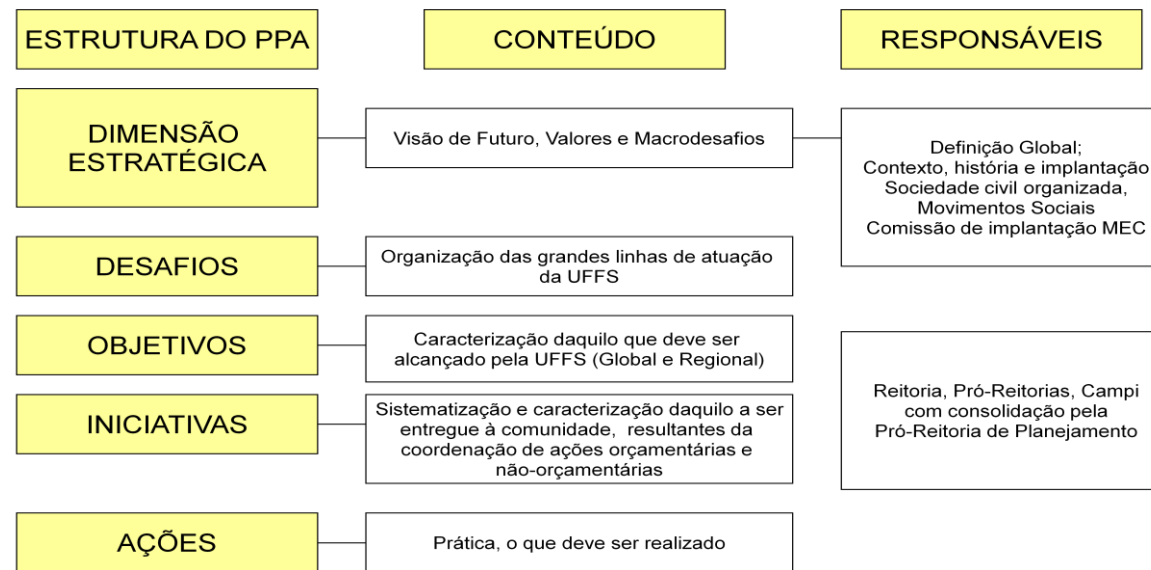 ESTRUTURA DO PPA
CONTEÚDO
RESPONSÁVEIS
DIMENSÃO
ESTRATÉGICA
Visão de Futuro, Valores e Macrodesafios
Definição Global;
Contexto, história e implantação
Sociedade civil organizada,
Movimentos Sociais
Comissão de implantação MEC
DESAFIOS
Organização das grandes linhas de atuação
da UFFS
OBJETIVOS
Caracterização daquilo que deve ser
alcançado pela UFFS (Global e Regional)
INICIATIVAS
Sistematização e caracterização daquilo a ser
entregue à comunidade, resultantes da
coordenação de ações orçamentárias e
não-orçamentárias
Reitoria, Pró-Reitorias, Campi
com consolidação pela
Pró-Reitoria de Planejamento
AÇÕES
Prática, o que deve ser realizado